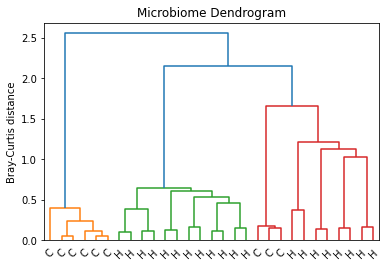 Microbiome Dendrogram
2.5
2.0
1.5
1.0
0.5
0.0
Bray-Curtis distance
C C C C C C H H H H H H H H H H H H C C C H H H H H H H H